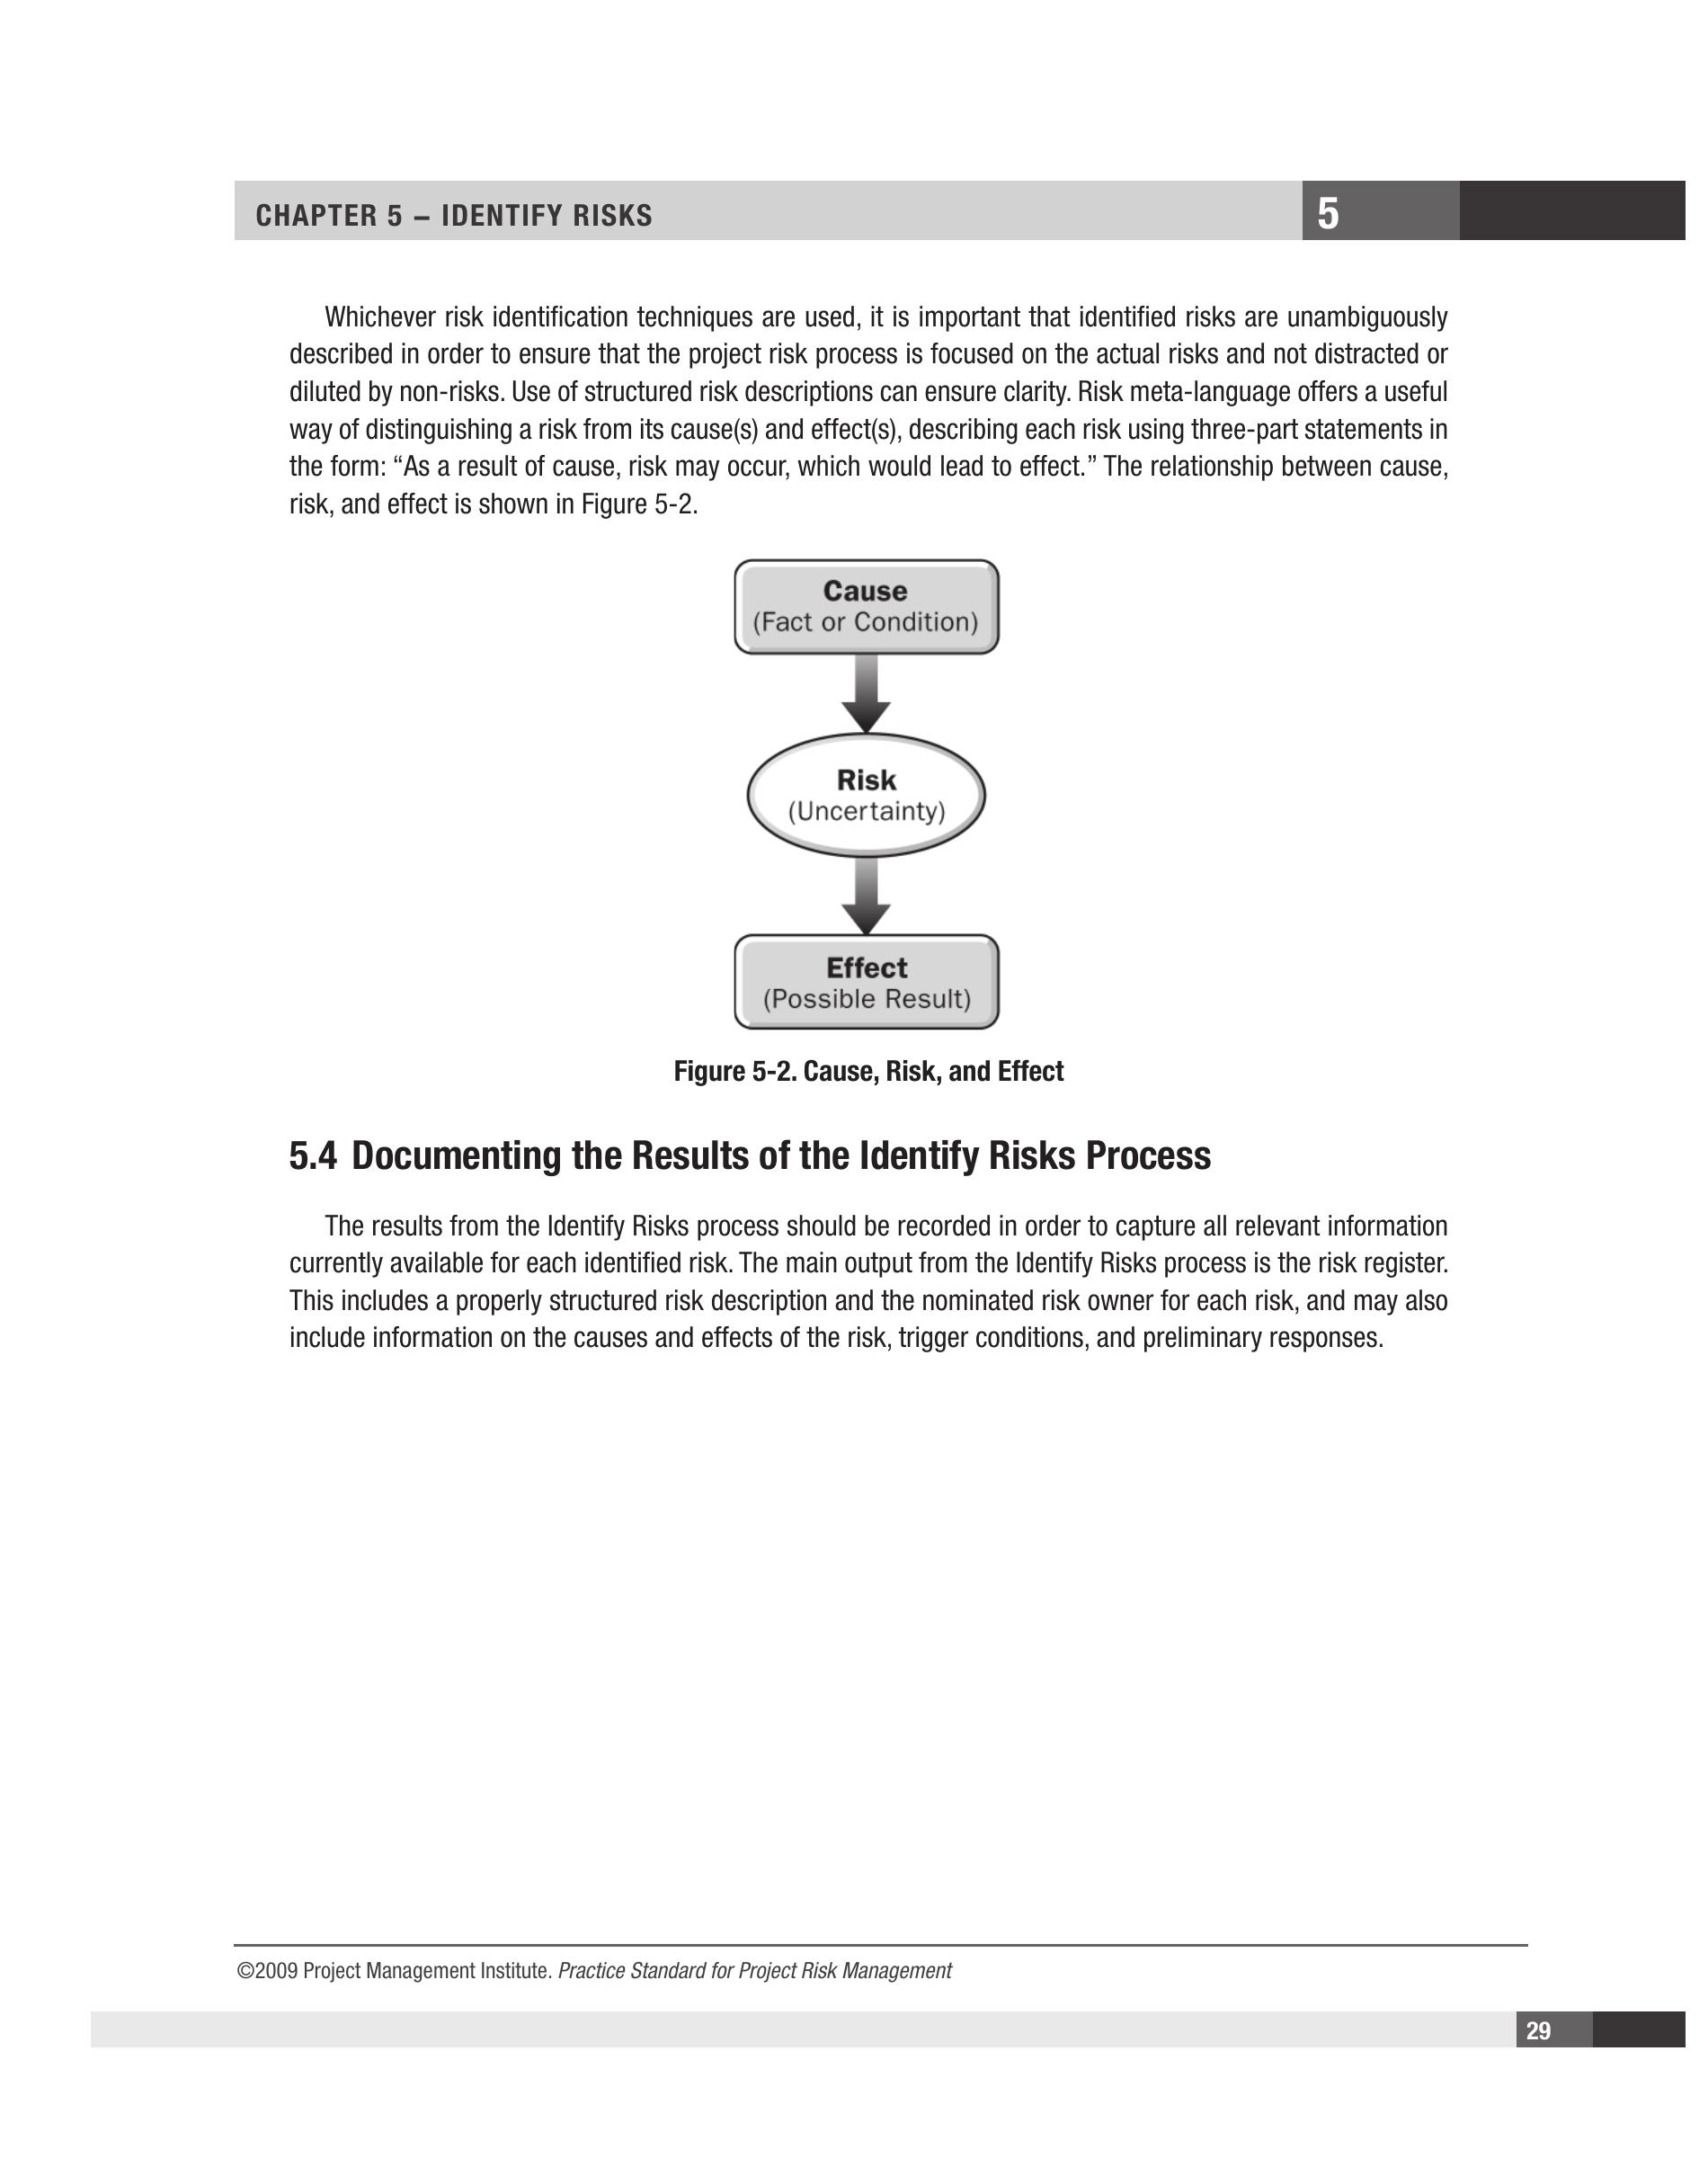 CHAPTER 5 – IDENTIFY RISKS
5
Whichever risk identification techniques are used, it is important that identified risks are unambiguously
described in order to ensure that the project risk process is focused on the actual risks and not distracted or
diluted by non-risks. Use of structured risk descriptions can ensure clarity. Risk meta-language offers a useful
way of distinguishing a risk from its cause(s) and effect(s), describing each risk using three-part statements in
the form: “As a result of cause, risk may occur, which would lead to effect.” The relationship between cause,
risk, and effect is shown in Figure 5-2.
Cause
(Fact or Condition)
Risk
(Uncertainty)
Effect
(Possible Result)
Figure 5-2. Cause, Risk, and Effect
5.4 Documenting the Results of the Identify Risks Process
The results from the Identify Risks process should be recorded in order to capture all relevant information
currently available for each identified risk. The main output from the Identify Risks process is the risk register.
This includes a properly structured risk description and the nominated risk owner for each risk, and may also
include information on the causes and effects of the risk, trigger conditions, and preliminary responses.
©2009 Project Management Institute. Practice Standard for Project Risk Management
29